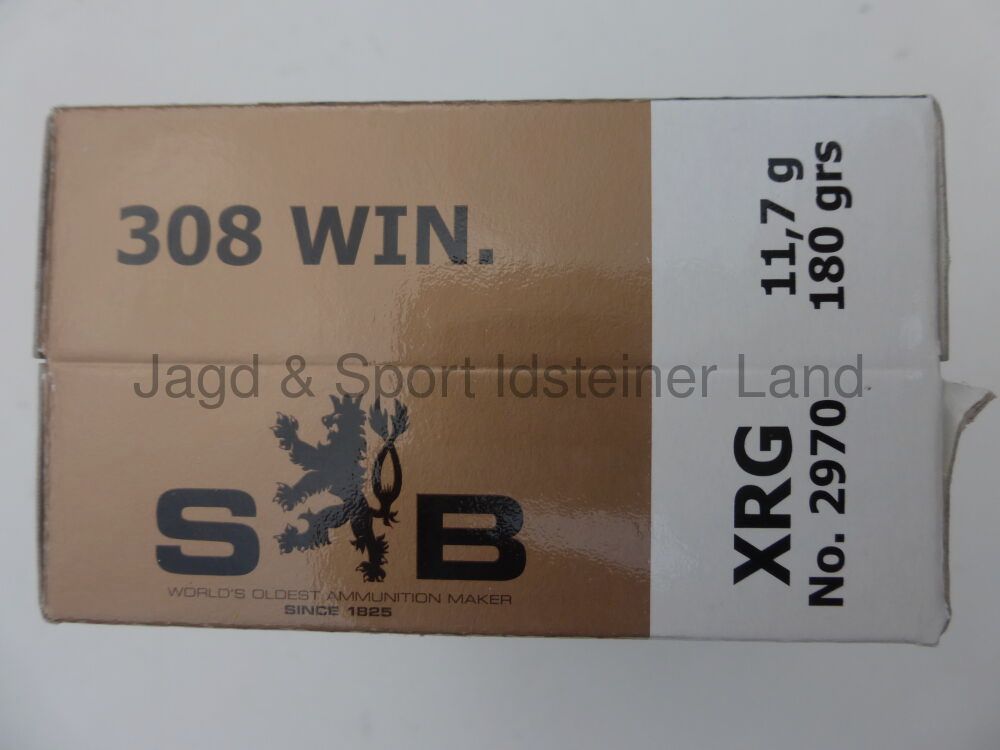 308 WIN.
Jagd & Sport Idsteiner Land
S B
WORLD'S OLDEST AMMUNITION MAKER
SINCE 1825
XRG 11,7 g
No. 2970 180 grs